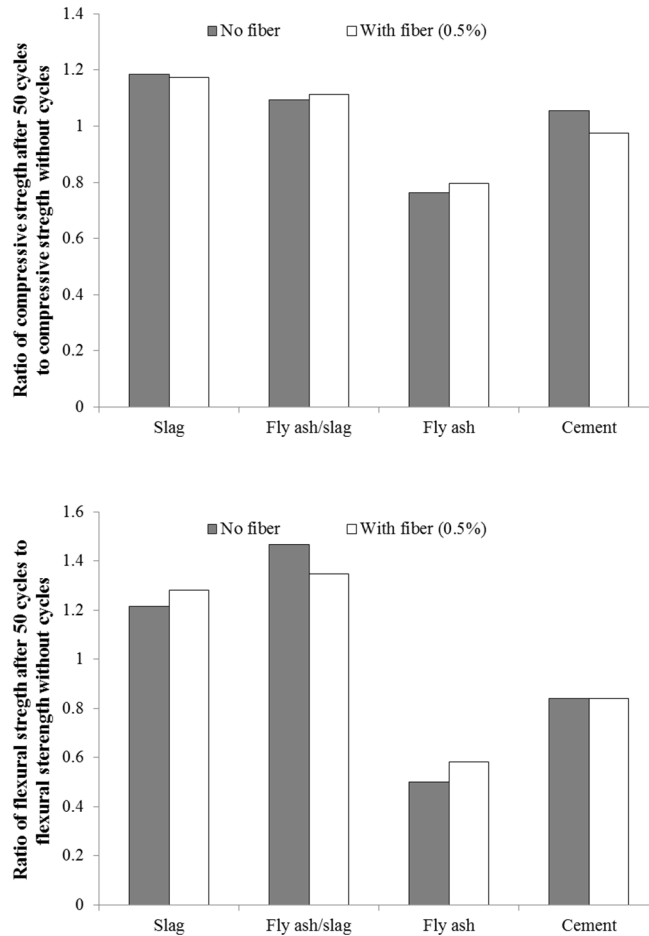 Ratio of compressive stregth after 50 cycles
to compressive stregth without cycles
1.4
1.2
1
0.8
0.6
0.4
0.2
0
No fiber
With fiber (0.5%)
Slag
Fly ash/slag
Fly ash
Cement
Ratio of flexural stregth after 50 cycles to
flexural sterength without cycles
1.6
1.4
1.2
1
0.8
0.6
0.4
0.2
0
No fiber
With fiber (0.5%)
Slag
Fly ash/slag
Fly ash
Cement